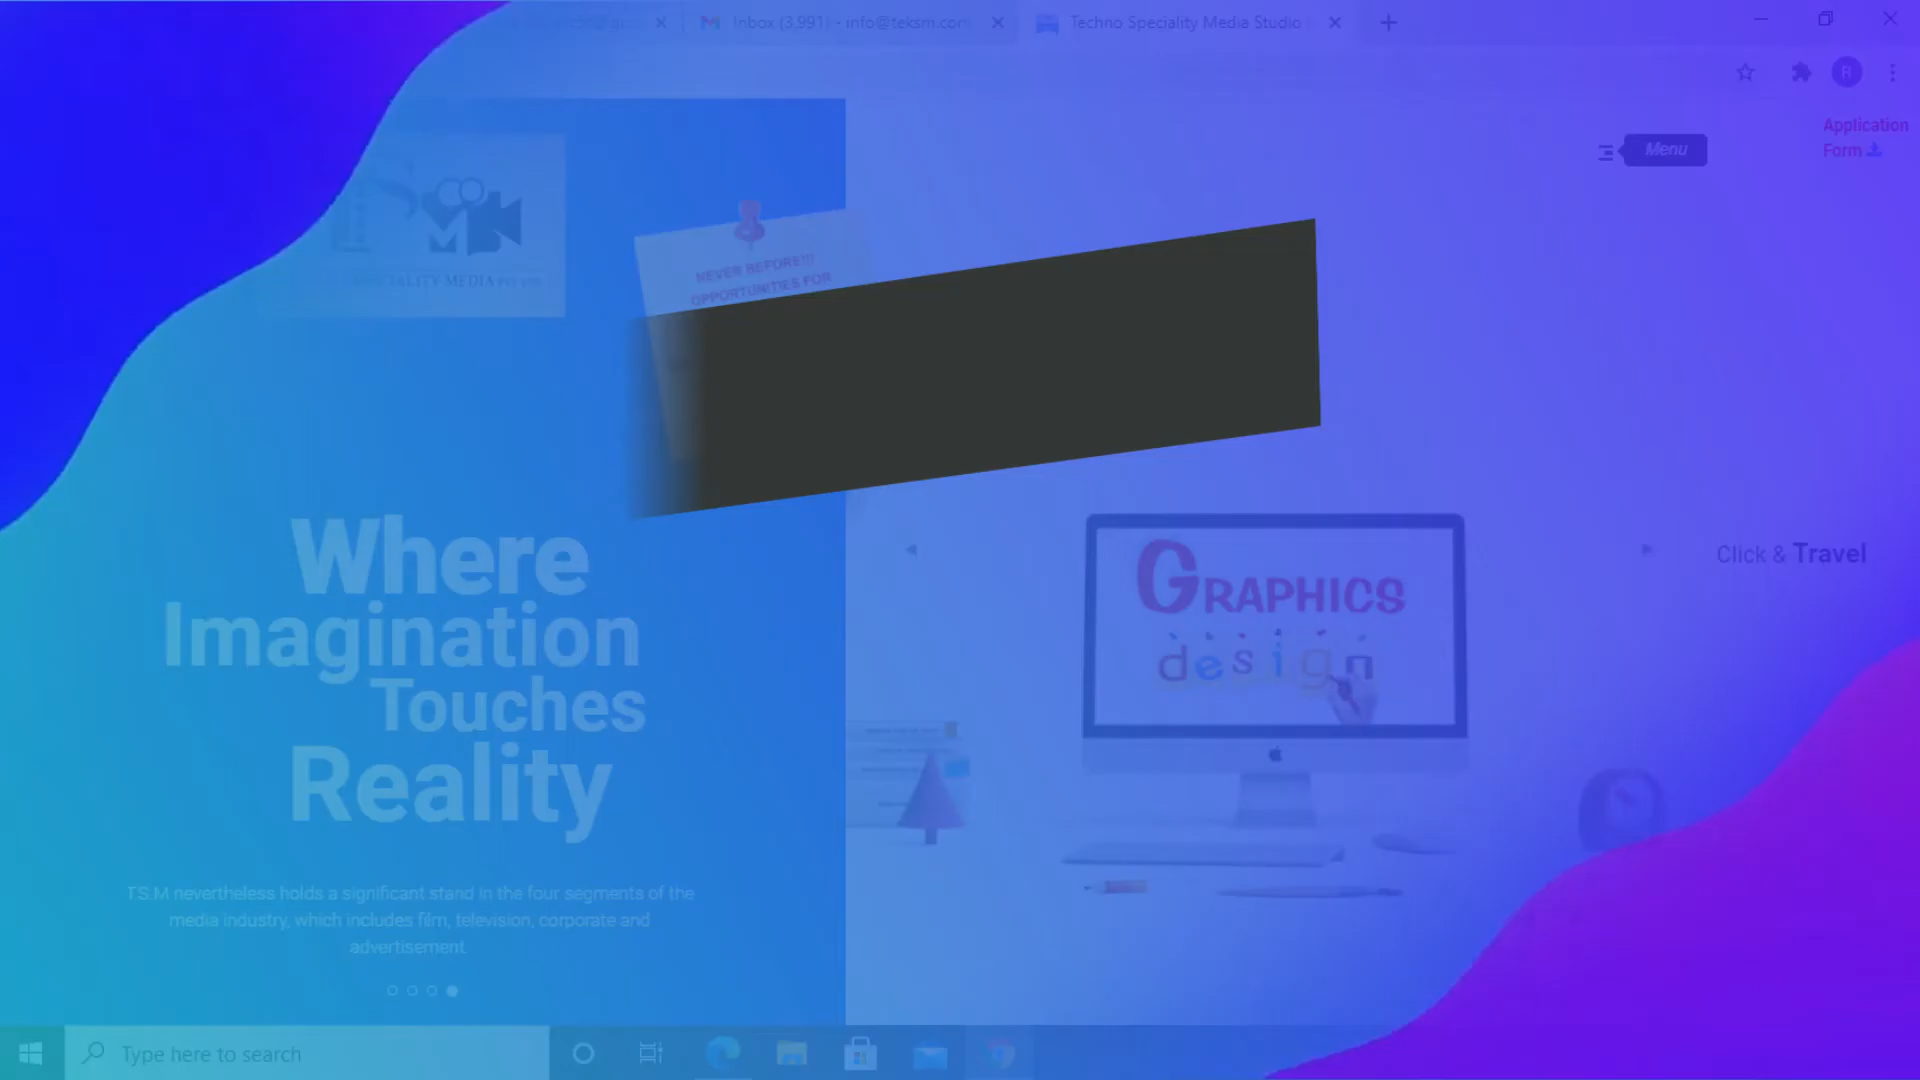 Inbox (3,991) - info@teksm.com
Techno Speciality Media Studio
R
Application
Form
Menu
MEDIA PVT
NEVER BEFORE!!!
OPPORTUNITIES FOR
Where
Imagination
Touches
Reality
GRAPHICS
design
Click & Travel
T.S.M nevertheless holds a significant stand in the four segments of the
media industry, which includes film, television, corporate and
advertisement.
Type here to search